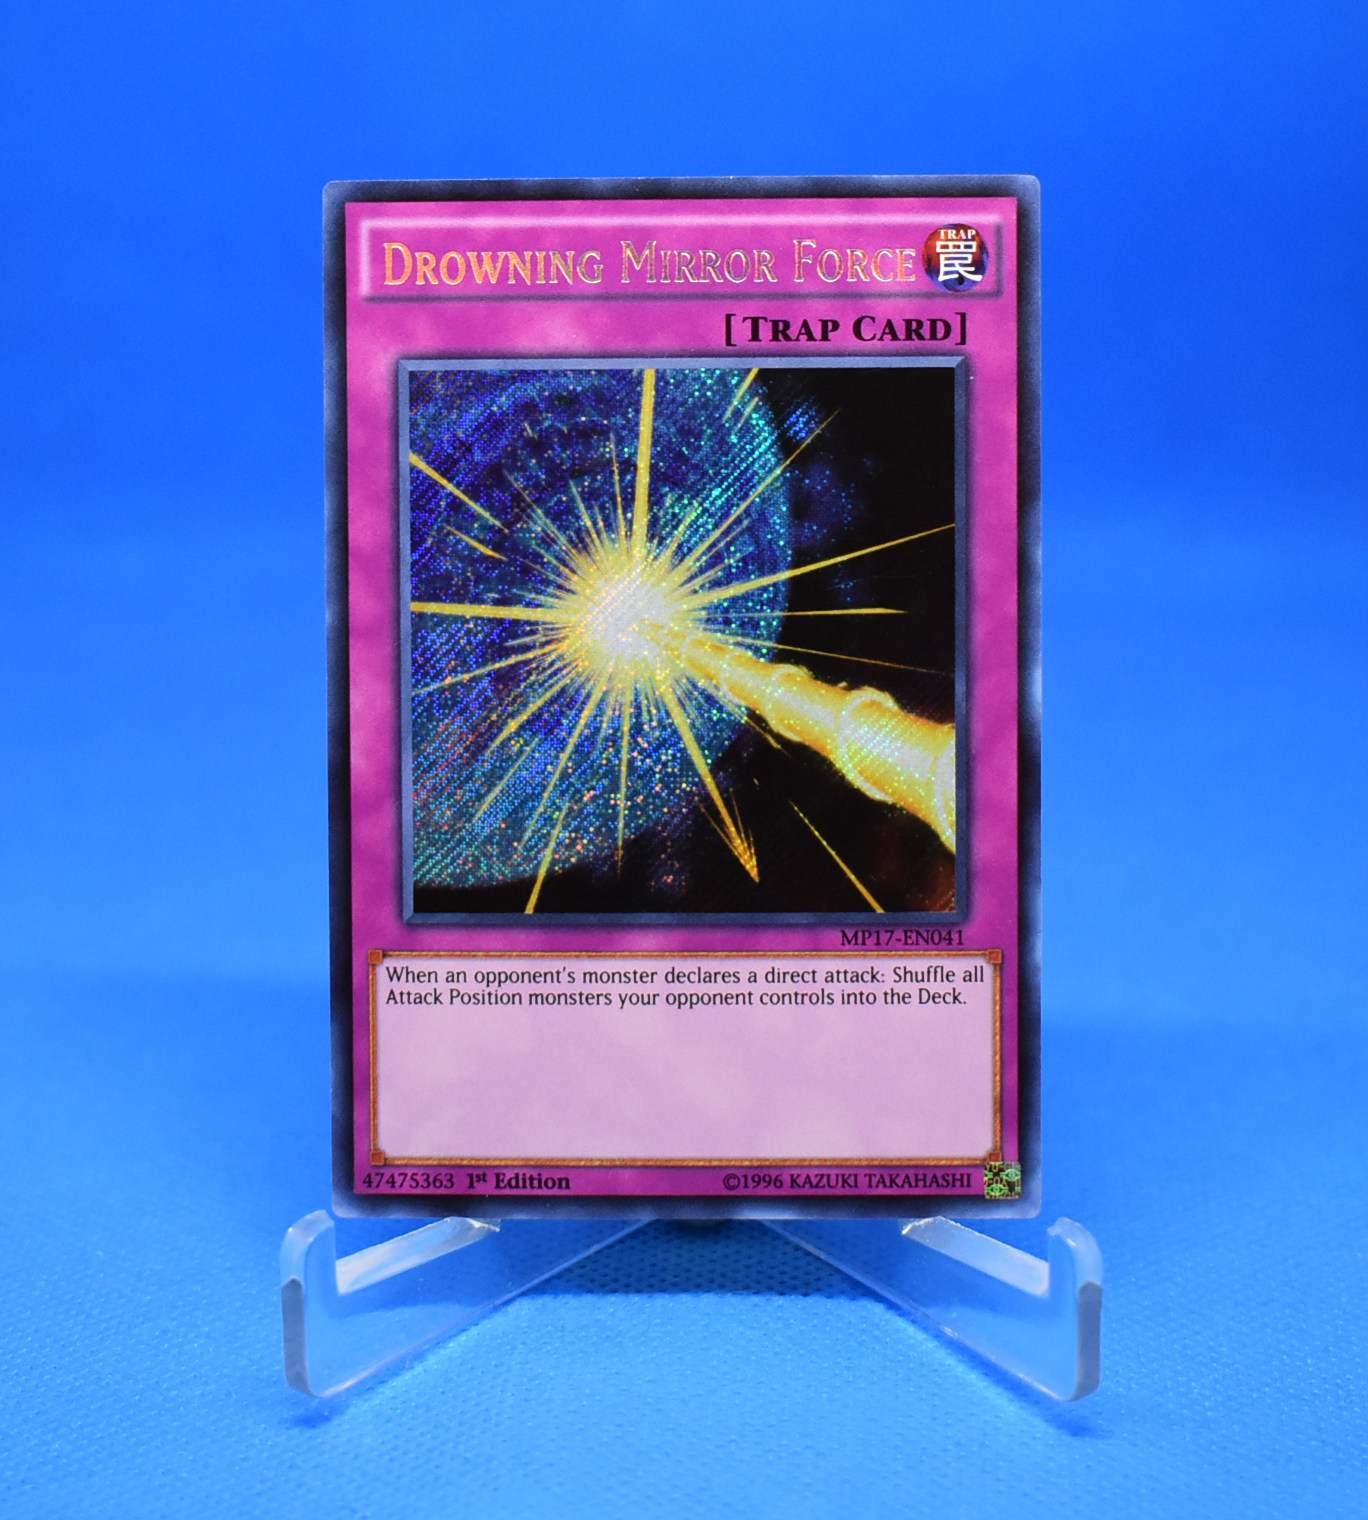 DROWNING MIRROR FORCE
TRAP
罠
[TRAP CARD]
MP17-EN041
When an opponent's monster declares a direct attack: Shuffle all
Attack Position monsters your opponent controls into the Deck.
47475363 1st Edition
©1996 KAZUKI TAKAHASHI